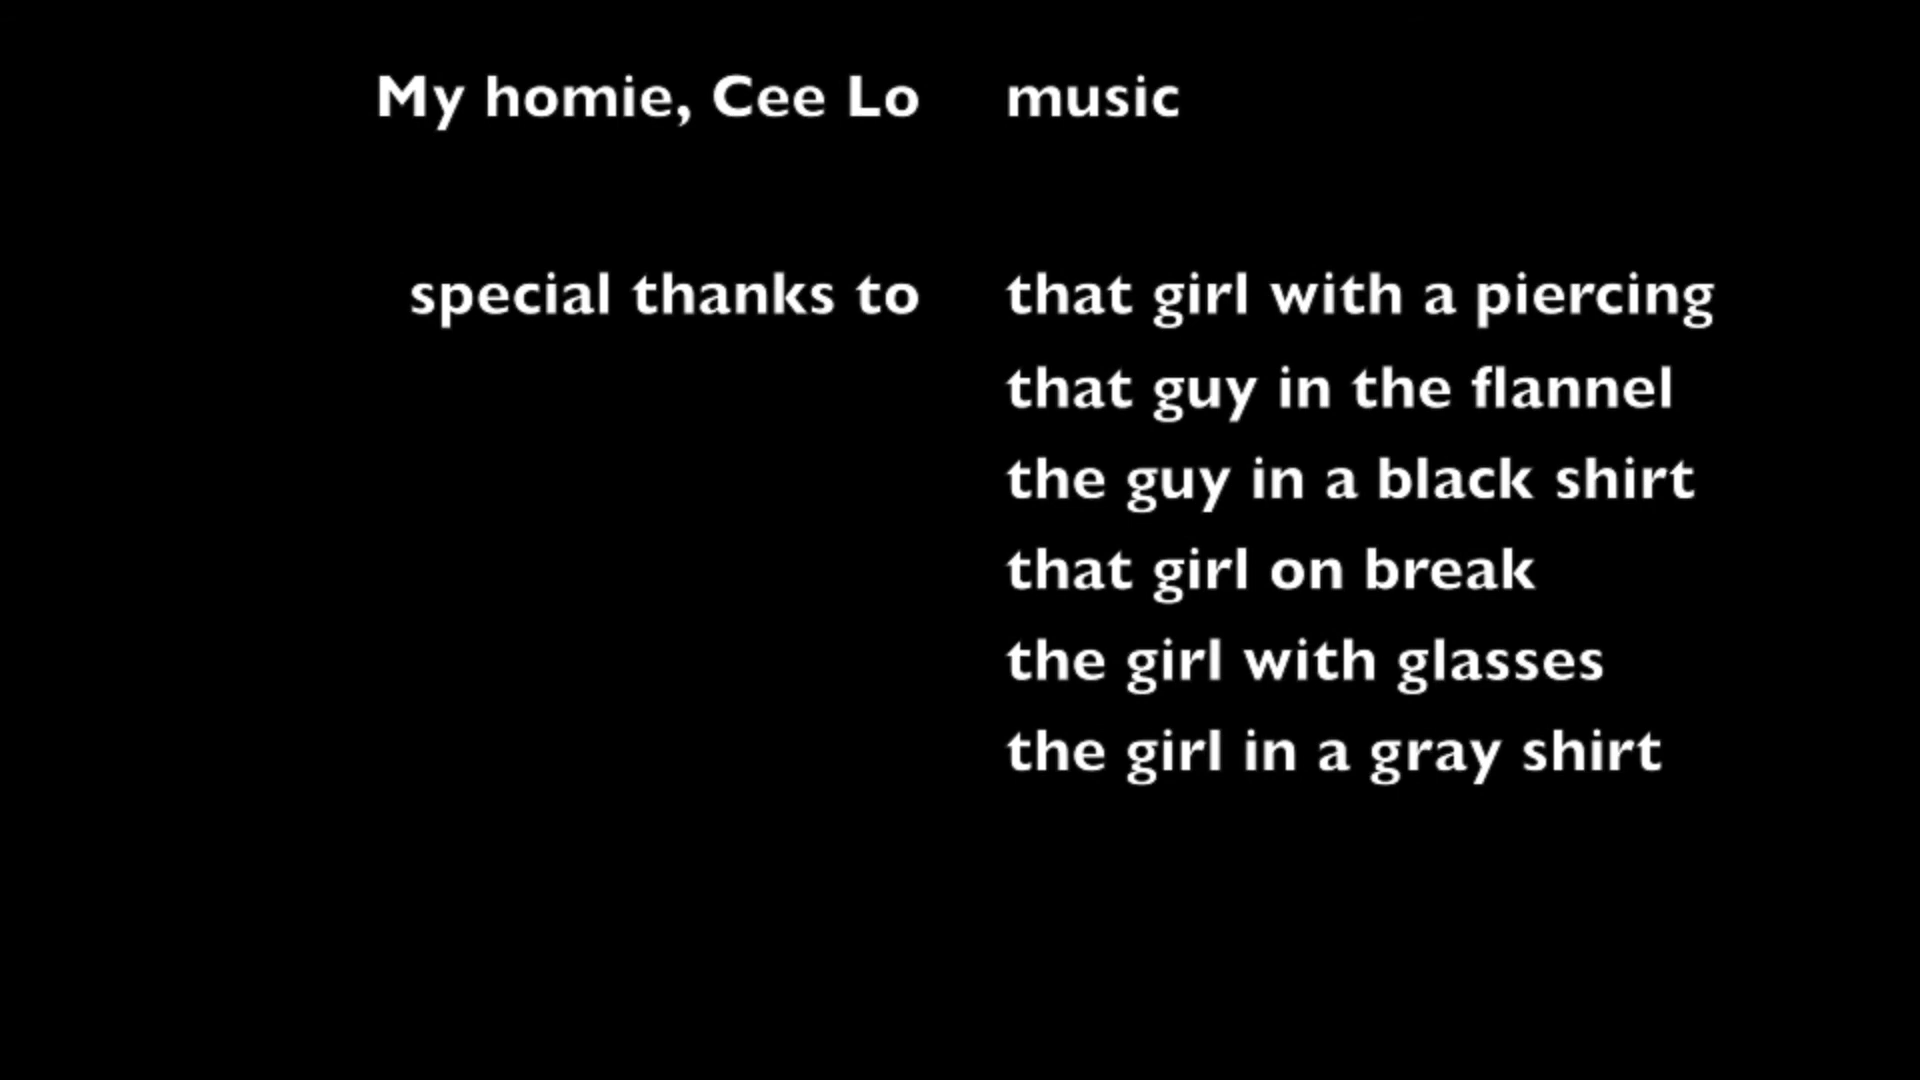 My homie, Cee Lo music
special thanks to that girl with a piercing
that guy in the flannel
the guy in a black shirt
that girl on break
the girl with glasses
the girl in a gray shirt